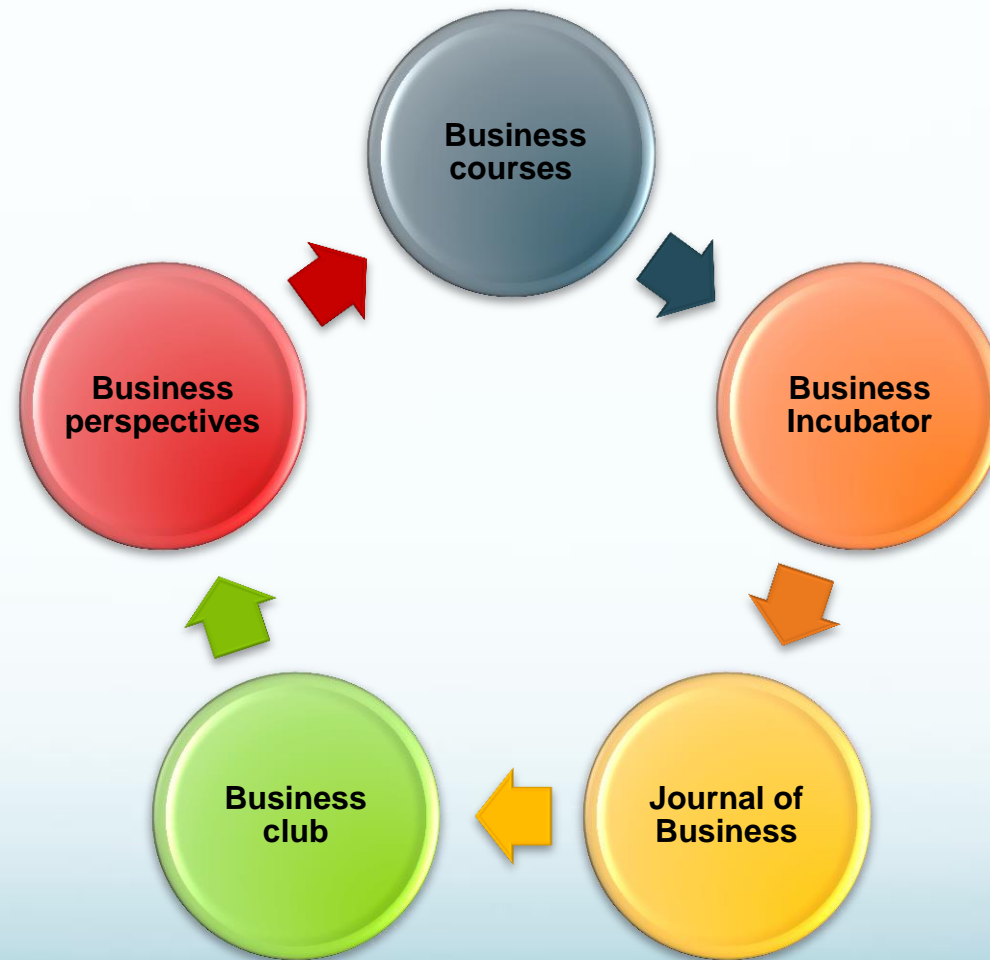 Business
courses
Business
Incubator
Journal of
Business
Business
club
Business
perspectives